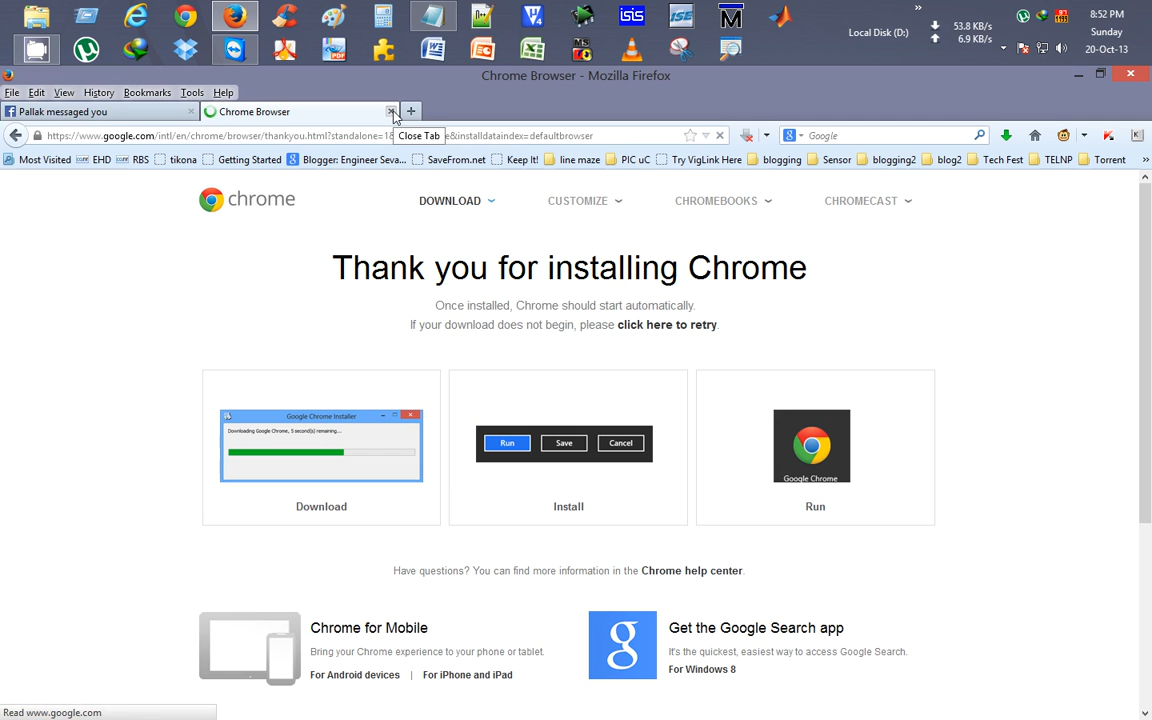 Local Disk (D:)
»
53.8 KB/s
6.9 KB/s
8:52 PM
Sunday
20-Oct-13
Chrome Browser - Mozilla Firefox
File Edit View History Bookmarks Tools Help
Pallak messaged you
Chrome Browser
https://www.google.com/intl/en/chrome/browser/thankyou.html?standalone=1&
e&installdataindex=defaultbrowser
Close Tab
Google
Most Visited EHD RBS tikona Getting Started Blogger: Engineer Seva... SaveFrom.net Keep It! line maze PIC uC Try VigLink Here blogging Sensor blogging2 blog2 Tech Fest TELNP Torrent »
chrome
DOWNLOAD CUSTOMIZE CHROMEBOOKS CHROMECAST
Thank you for installing Chrome
Once installed, Chrome should start automatically.
If your download does not begin, please click here to retry.
Google Chrome Installer
Downloading Google Chrome, 5 second(s) remaining...
Run Save Cancel
Google Chrome
Download Install Run
Have questions? You can find more information in the Chrome help center.
Chrome for Mobile
Bring your Chrome experience to your phone or tablet.
For Android devices | For iPhone and iPad
Get the Google Search app
It's the quickest, easiest way to access Google Search.
For Windows 8
Read www.google.com